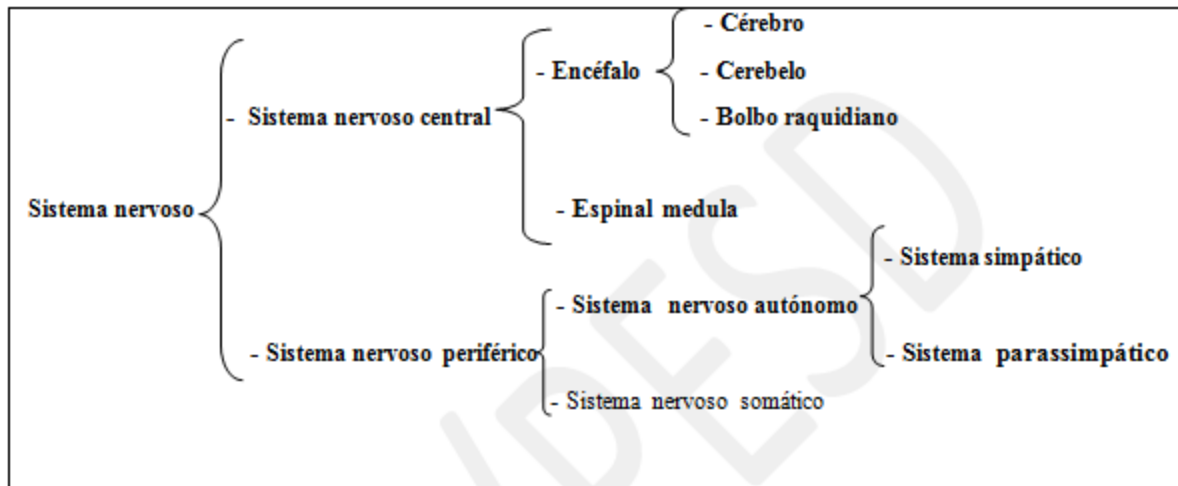 - Cérebro
- Encéfalo
- Cerebelo
- Sistema nervoso central
- Bolbo raquidiano
Sistema nervoso
- Espinal medula
- Sistema simpático
- Sistema nervoso autónomo
- Sistema nervoso periférico
- Sistema parassimpático
- Sistema nervoso somático